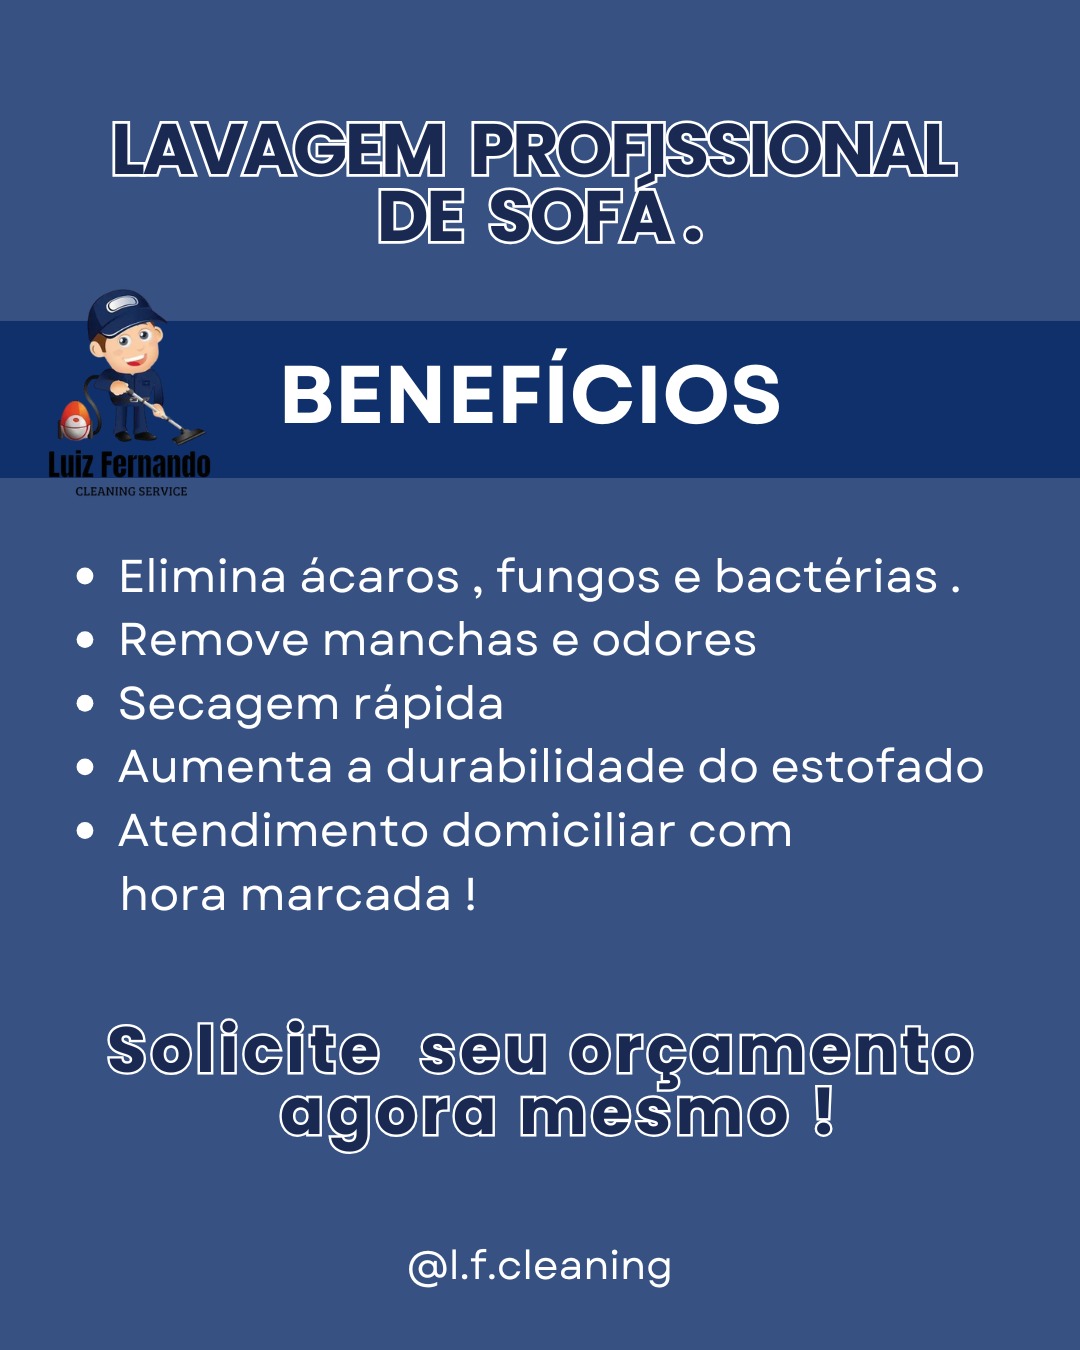 LAVAGEM PROFISSIONAL
DE SOFÁ .
BENEFÍCIOS
Luiz Fernando
CLEANING SERVICE
Elimina ácaros , fungos e bactérias .
Remove manchas e odores
Secagem rápida
Aumenta a durabilidade do estofado
Atendimento domiciliar com
hora marcada !
Solicite seu orçamento
agora mesmo !
@l.f.cleaning